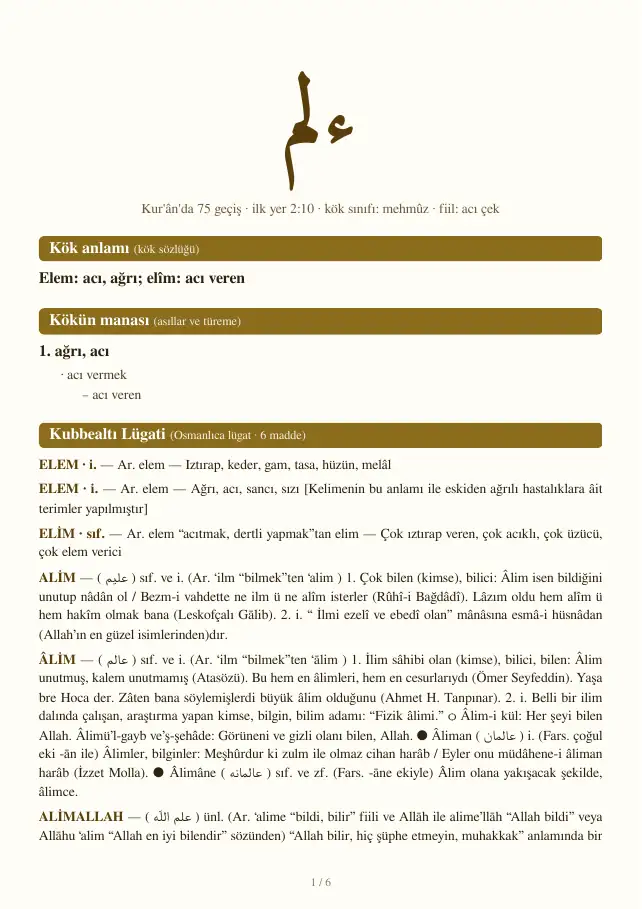 ءلم
Kur'ân'da 75 geçiş · ilk yer 2:10 · kök sınıfı: mehmûz · fiil: acı çek
Kök anlamı (kök sözlüğü)
Elem: acı, ağrı; elîm: acı veren
Kökün manası (asıllar ve türeme)
1. ağrı, acı
· acı vermek
– acı veren
Kubbealtı Lügati (Osmanlıca lügat · 6 madde)
ELEM · i. — Ar. elem — Iztırap, keder, gam, tasa, hüzün, melâl
ELEM · i. — Ar. elem — Ağrı, acı, sancı, sızı [Kelimenin bu anlamı ile eskiden ağrılı hastalıklara âit
terimler yapılmıştır]
ELİM · sıf. — Ar. elem “acıtmak, dertli yapmak”tan elim — Çok ıztırap veren, çok acıklı, çok üzücü,
çok elem verici
ALİM — ( عليم ) sıf. ve i. (Ar. ‘ilm “bilmek”ten ‘alim ) 1. Çok bilen (kimse), bilici: Âlim isen bildiğini
unutup nâdân ol / Bezm-i vahdette ne ilm ü ne alîm isterler (Rûhî-i Bağdâdî). Lâzım oldu hem alîm ü
hem hakîm olmak bana (Leskofçalı Gālib). 2. i. “ İlmi ezelî ve ebedî olan” mânâsına esmâ-i hüsnâdan
(Allah’ın en güzel isimlerinden)dır.
ÂLİM — ( عالم ) sıf. ve i. (Ar. ‘ilm “bilmek”ten ‘ālim ) 1. İlim sâhibi olan (kimse), bilici, bilen: Âlim
unutmuş, kalem unutmamış (Atasözü). Bu hem en âlimleri, hem en cesurlarıydı (Ömer Seyfeddin). Yaşa
bre Hoca der. Zâten bana söylemişlerdi büyük âlim olduğunu (Ahmet H. Tanpınar). 2. i. Belli bir ilim
dalında çalışan, araştırma yapan kimse, bilgin, bilim adamı: “Fizik âlimi.” ○ Âlim-i kül: Her şeyi bilen
Allah. Âlimü’l-gayb ve’ş-şehâde: Görüneni ve gizli olanı bilen, Allah. ● Âliman ( عالمان ) i. (Fars. çoğul
eki -ān ile) Âlimler, bilginler: Meşhûrdur ki zulm ile olmaz cihan harâb / Eyler onu müdâhene-i âliman
harâb (İzzet Molla). ● Âlimâne ( عالمانه ) sıf. ve zf. (Fars. -āne ekiyle) Âlim olana yakışacak şekilde,
âlimce.
ALİMALLAH — ( علم الله ) ünl. (Ar. ‘alime “bildi, bilir” fiili ve Allāh ile alime’llāh “Allah bildi” veya
Allāhu ‘alim “Allah en iyi bilendir” sözünden) “Allah bilir, hiç şüphe etmeyin, muhakkak” anlamında bir
1 / 6